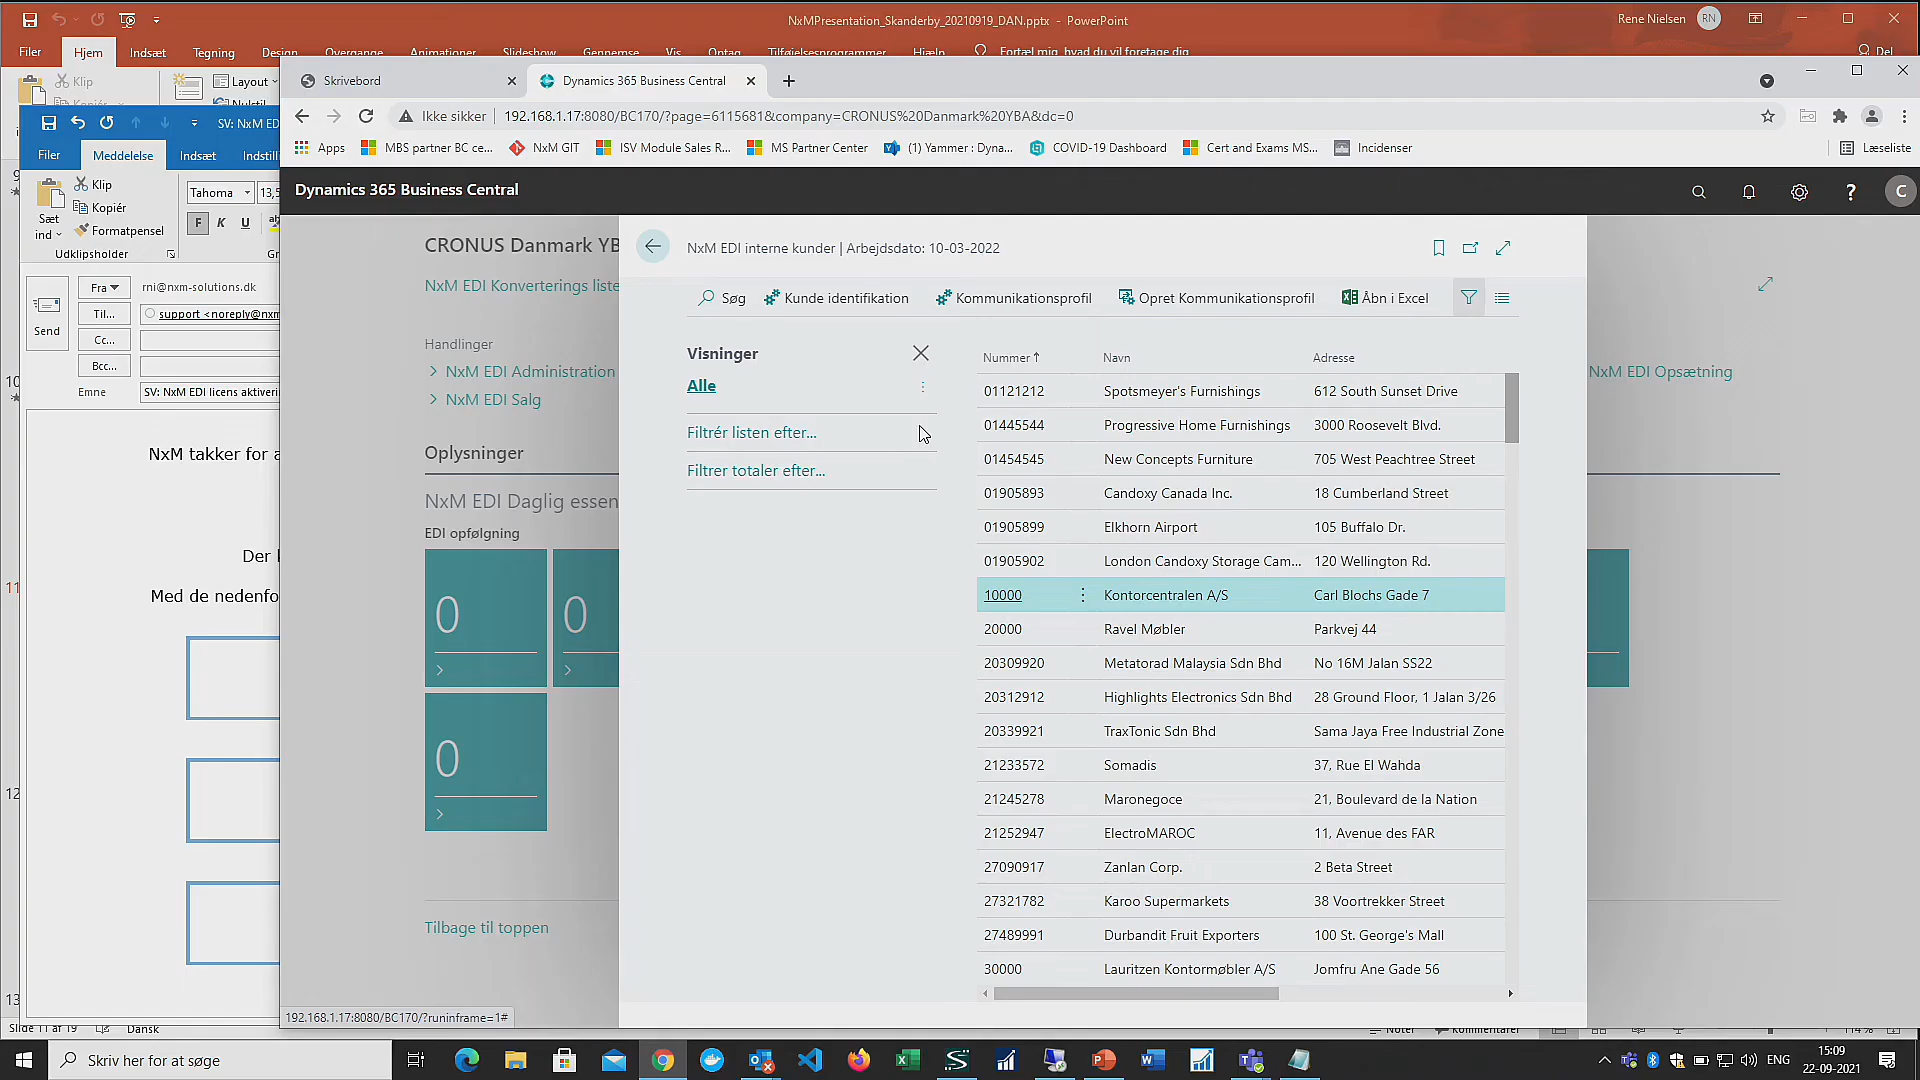 NxMPresentation_Skanderby_20210919_DAN.pptx - PowerPoint
Rene Nielsen
RN
Filer
Hjem
Indsæt
Tegning
Design
Overgange
Animationer
Slideshow
Gennemse
Vis
Optag
Tilføjelsesprogrammer
Hjælp
Fortæl mig, hvad du vil foretage dig
Del
Klip
Layout
Skrivebord
Dynamics 365 Business Central
Ikke sikker
192.168.1.17:8080/BC170/?page=6115681&company=CRONUS%20Danmark%20YBA&dc=0
Apps
MBS partner BC ce...
NxM GIT
ISV Module Sales R...
MS Partner Center
(1) Yammer : Dyna...
COVID-19 Dashboard
Cert and Exams MS...
Incidenser
Læseliste
SV: NxM ED
Filer
Meddelelse
Indsæt
Indstill
Klip
Kopiér
Formatpensel
Sæt
ind
Tahoma
13,5
F K U
Udklipsholder
Send
Fra
rni@nxm-solutions.dk
Til...
support <noreply@nxm
Cc...
Bcc...
Emne
SV: NxM EDI licens aktiveri
NxM takker for a
Der
Med de nedenfo
10
11
12
13
Slide 11 af 19
Dansk
Dynamics 365 Business Central
C
CRONUS Danmark YB
NxM EDI Konverterings liste
Handlinger
NxM EDI Administration
NxM EDI Salg
NxM EDI Opsætning
Oplysninger
NxM EDI Daglig essen
EDI opfølgning
0
0
0
Tilbage til toppen
192.168.1.17:8080/BC170/?runinframe=1#
NxM EDI interne kunder | Arbejdsdato: 10-03-2022
Søg
Kunde identifikation
Kommunikationsprofil
Opret Kommunikationsprofil
Åbn i Excel
Visninger
Alle
Filtrér listen efter...
Filtrer totaler efter...
Nummer↑ Navn Adresse
01121212 Spotsmeyer's Furnishings 612 South Sunset Drive
01445544 Progressive Home Furnishings 3000 Roosevelt Blvd.
01454545 New Concepts Furniture 705 West Peachtree Street
01905893 Candoxy Canada Inc. 18 Cumberland Street
01905899 Elkhorn Airport 105 Buffalo Dr.
01905902 London Candoxy Storage Cam... 120 Wellington Rd.
10000 Kontorcentralen A/S Carl Blochs Gade 7
20000 Ravel Møbler Parkvej 44
20309920 Metatorad Malaysia Sdn Bhd No 16M Jalan SS22
20312912 Highlights Electronics Sdn Bhd 28 Ground Floor, 1 Jalan 3/26
20339921 TraxTonic Sdn Bhd Sama Jaya Free Industrial Zone
21233572 Somadis 37, Rue El Wahda
21245278 Maronegoce 21, Boulevard de la Nation
21252947 ElectroMAROC 11, Avenue des FAR
27090917 Zanlan Corp. 2 Beta Street
27321782 Karoo Supermarkets 38 Voortrekker Street
27489991 Durbandit Fruit Exporters 100 St. George's Mall
30000 Lauritzen Kontormøbler A/S Jomfru Ane Gade 56
Noter
Kommentarer
114 %
Skriv her for at søge
ENG
15:09
22-09-2021